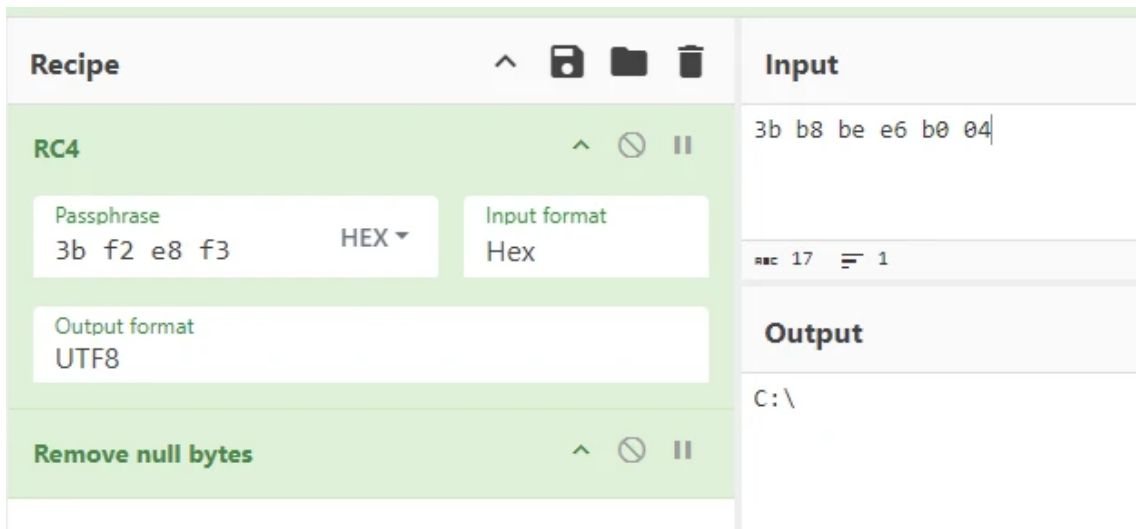 Recipe
RC4
Passphrase
3b f2 e8 f3
HEX
Input format
Hex
Output format
UTF8
Remove null bytes
Input
3b b8 be e6 b0 04
ABC 17 1
Output
C:\